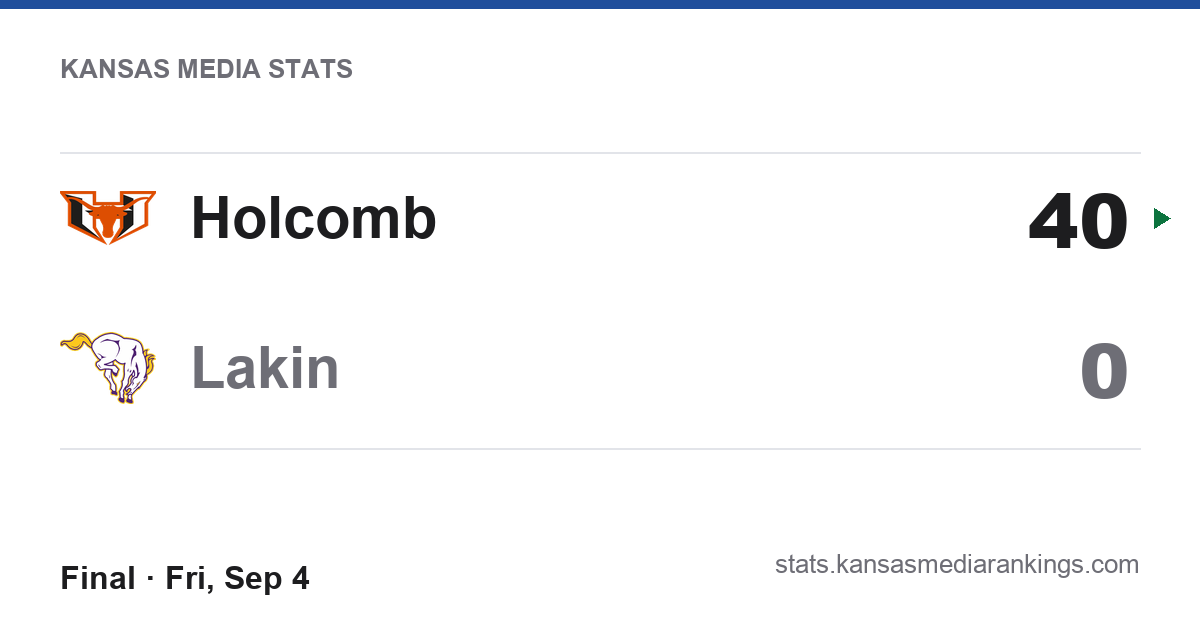 KANSAS MEDIA STATS
Holcomb 40
Lakin 0
Final · Fri, Sep 4
stats.kansasmediarankings.com